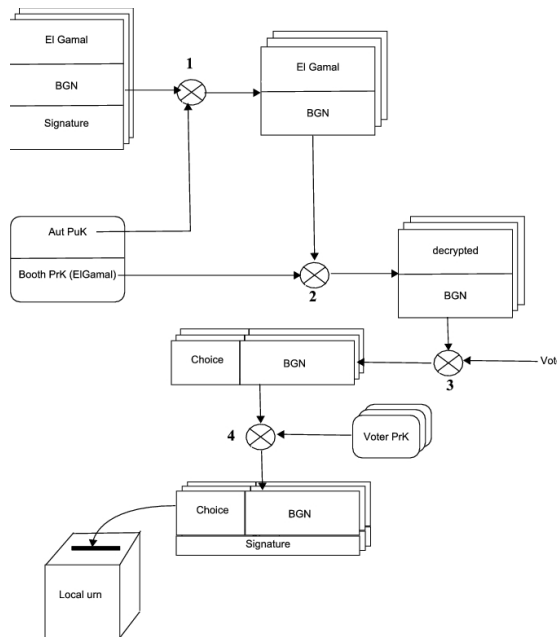 El Gamal
BGN
Signature
1
El Gamal
BGN
Aut PuK
Booth PrK (ElGamal)
2
decrypted
BGN
3
Vot
Choice
BGN
4
Voter PrK
Choice
BGN
Signature
Local urn